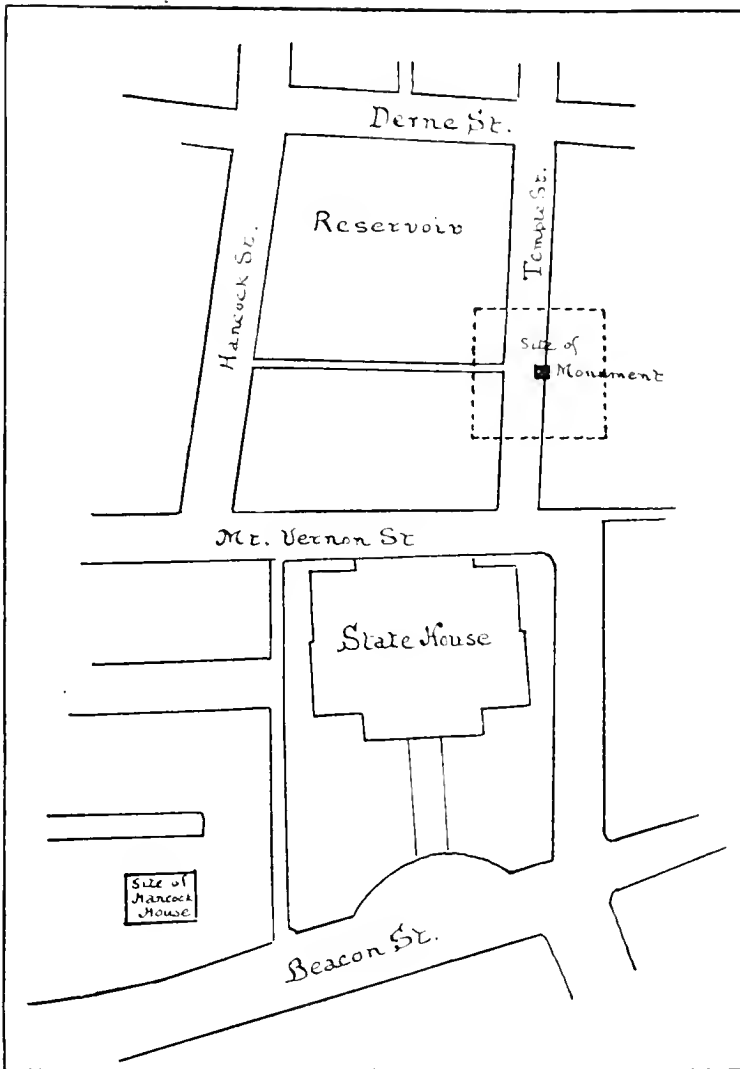 Derne St.
Reservoir
Temple St.
Hancock St.
Site of
Monument
Mt. Vernon St
State House
Site of
Hancock
House
Beacon St.